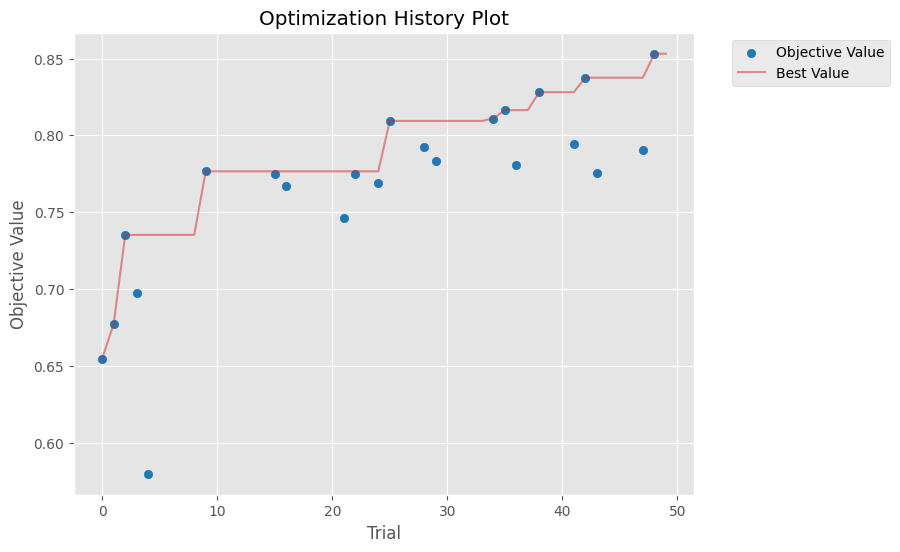 Optimization History Plot
Objective Value
Best Value
0.85
0.80
0.75
0.70
0.65
0.60
Objective Value
0
10
20
30
40
50
Trial